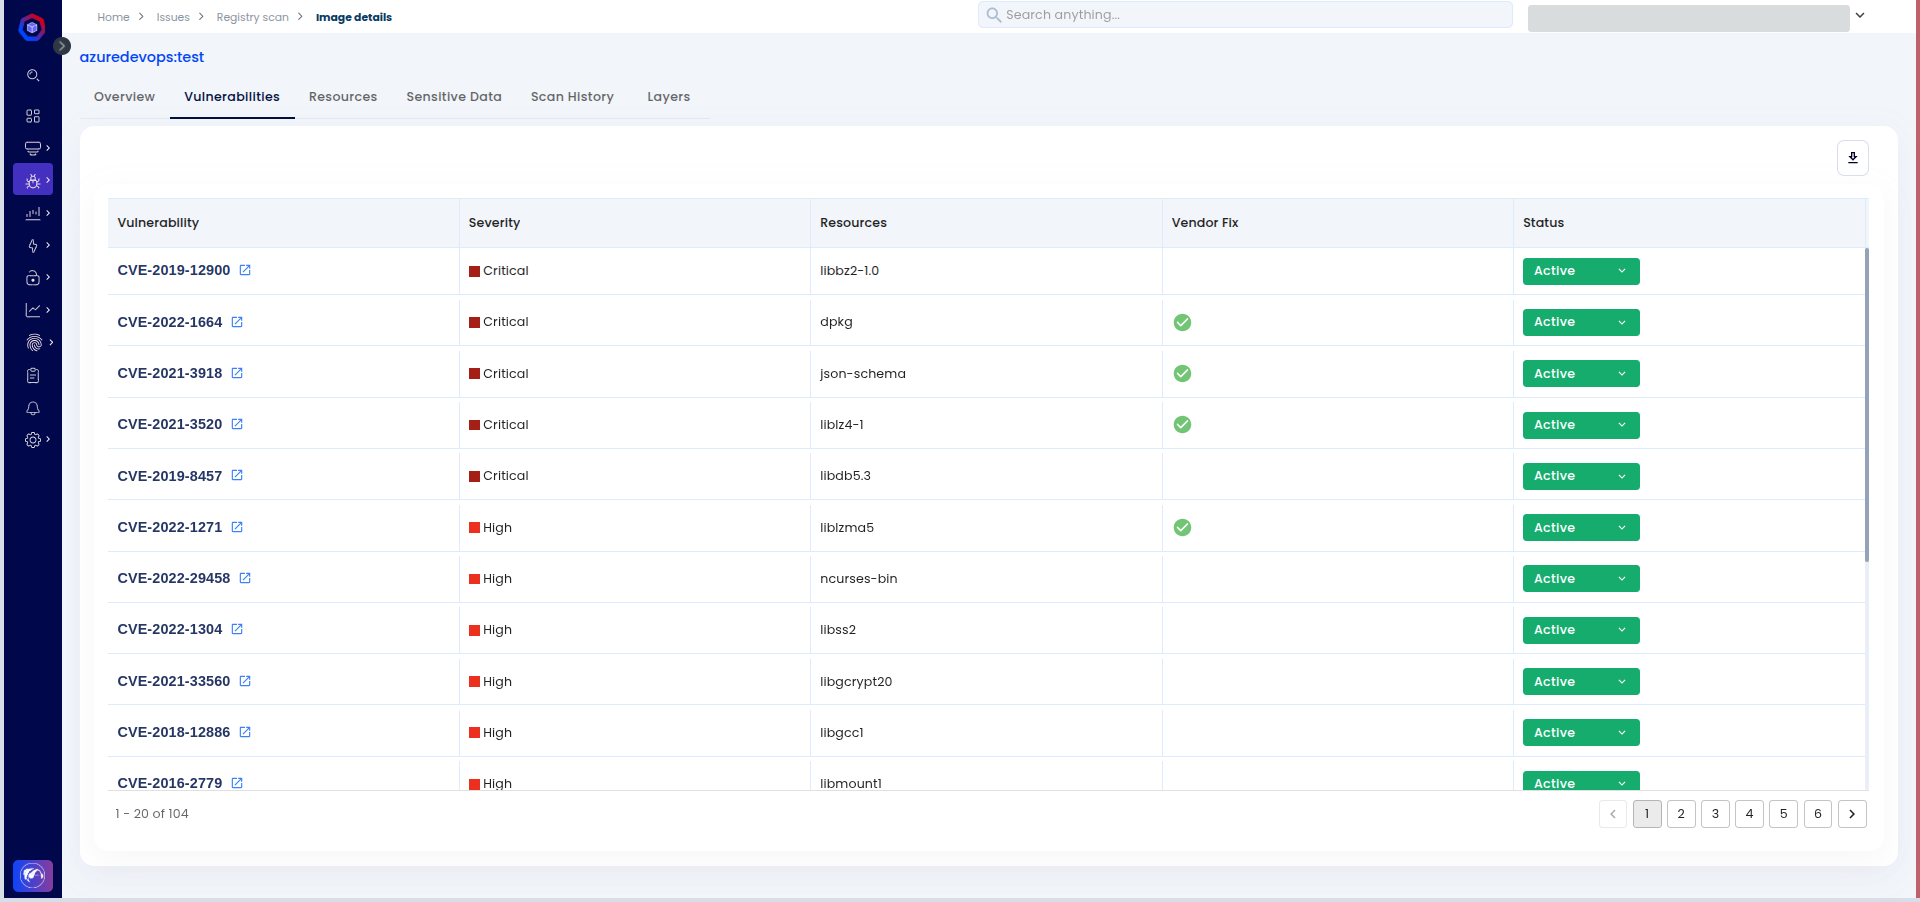 Home > Issues > Registry scan > Image details
Search anything...
azuredevops:test
Overview Vulnerabilities Resources Sensitive Data Scan History Layers
Vulnerability Severity Resources Vendor Fix Status
CVE-2019-12900 Critical libbz2-1.0 Active
CVE-2022-1664 Critical dpkg Active
CVE-2021-3918 Critical json-schema Active
CVE-2021-3520 Critical liblz4-1 Active
CVE-2019-8457 Critical libdb5.3 Active
CVE-2022-1271 High liblzma5 Active
CVE-2022-29458 High ncurses-bin Active
CVE-2022-1304 High libss2 Active
CVE-2021-33560 High libgcrypt20 Active
CVE-2018-12886 High libgcc1 Active
CVE-2016-2779 High libmount1 Active
1 - 20 of 104
1 2 3 4 5 6